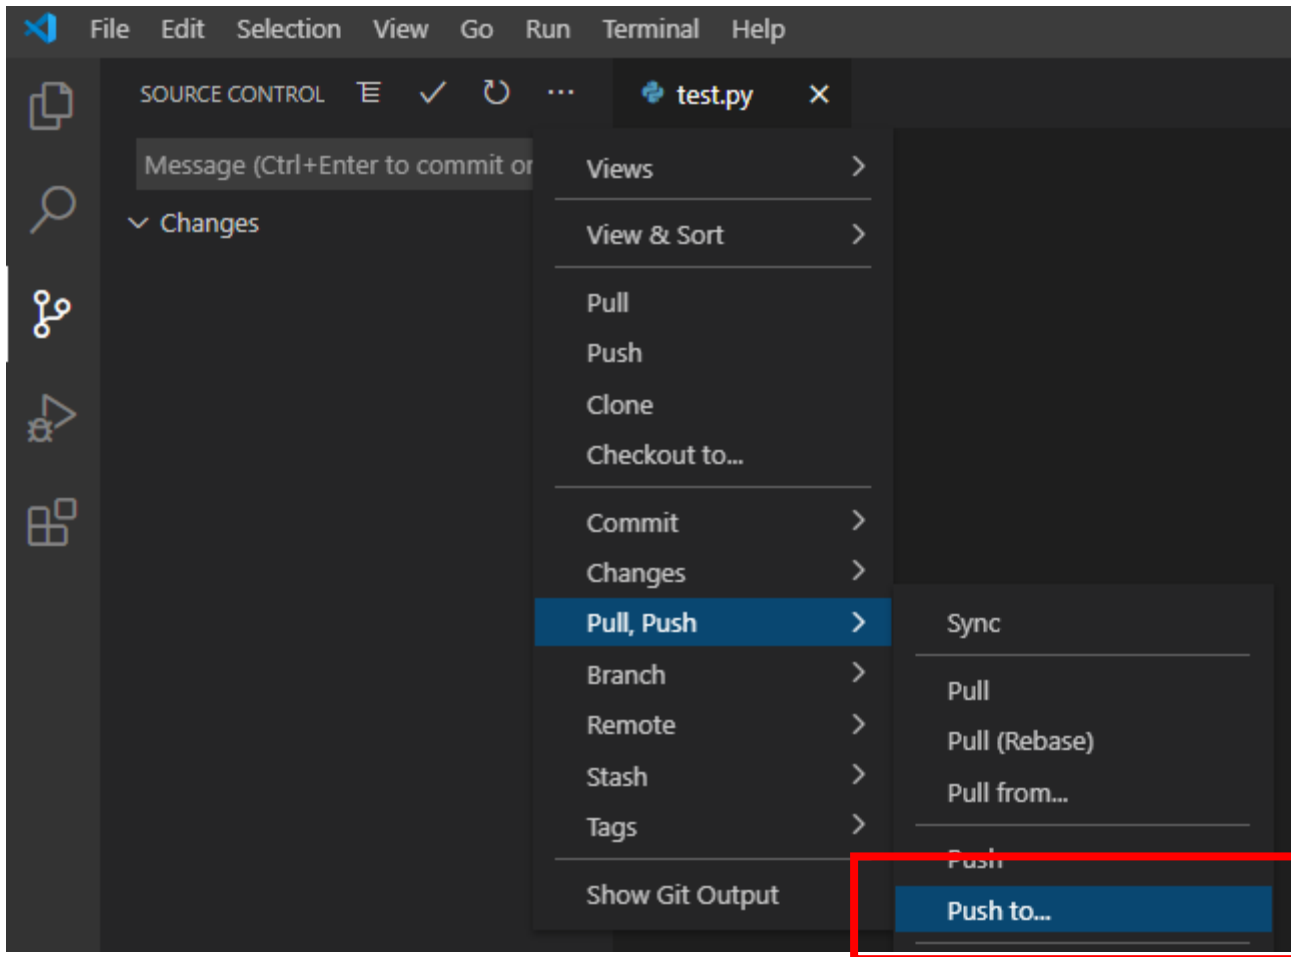 File Edit Selection View Go Run Terminal Help
SOURCE CONTROL
test.py
Message (Ctrl+Enter to commit or
Changes
Views
View & Sort
Pull
Push
Clone
Checkout to...
Commit
Changes
Pull, Push
Branch
Remote
Stash
Tags
Show Git Output
Sync
Pull
Pull (Rebase)
Pull from...
Push
Push to...